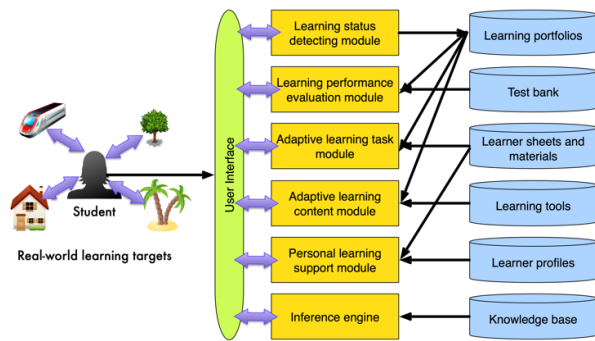 Learning status
detecting module
Learning portfolios
Learning performance
evaluation module
Test bank
Adaptive learning task
module
Learner sheets and
materials
User Interface
Student
Adaptive learning
content module
Learning tools
Real-world learning targets
Personal learning
support module
Learner profiles
Inference engine
Knowledge base